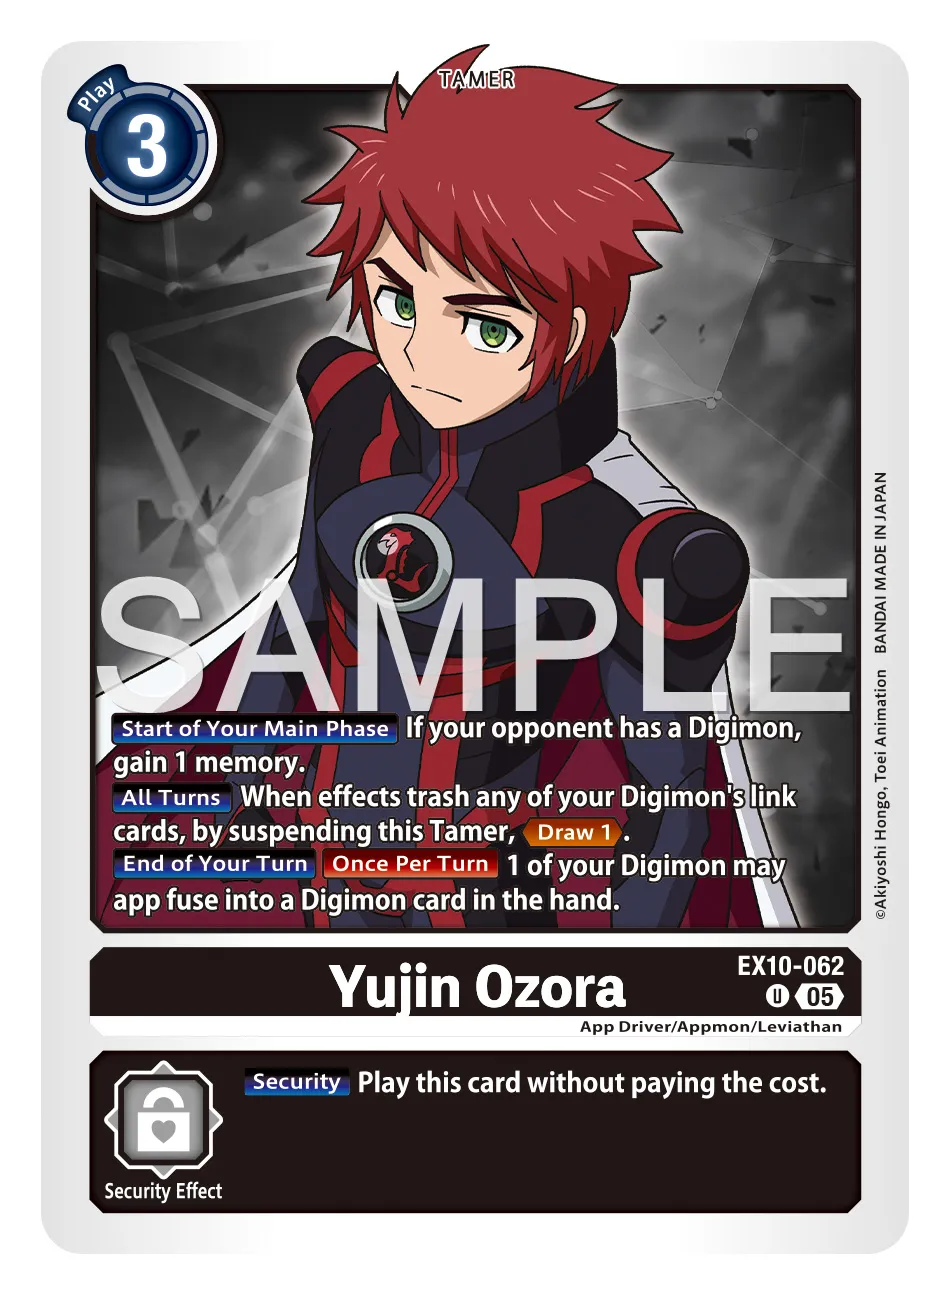 TAMER
Play
3
SAMPLE
Start of Your Main Phase If your opponent has a Digimon,
gain 1 memory.
All Turns When effects trash any of your Digimon's link
cards, by suspending this Tamer, Draw 1 .
End of Your Turn Once Per Turn 1 of your Digimon may
app fuse into a Digimon card in the hand.
©Akiyoshi Hongo, Toei Animation BANDAI MADE IN JAPAN
Yujin Ozora
EX10-062
U 05
App Driver/Appmon/Leviathan
Security Play this card without paying the cost.
Security Effect